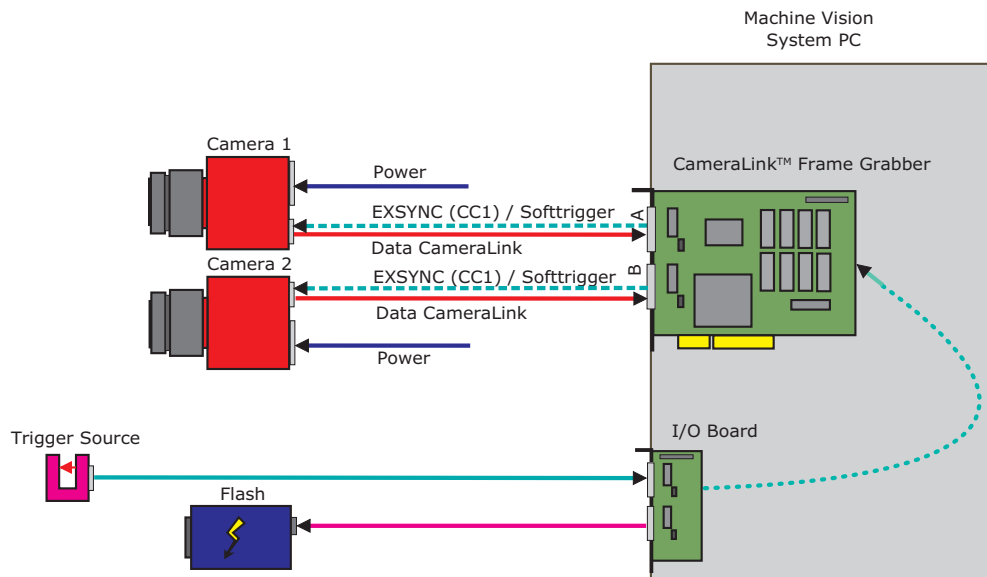 Machine Vision
System PC
Camera 1
CameraLink™ Frame Grabber
Power
A
EXSYNC (CC1) / Softtrigger
Data CameraLink
Camera 2
B
EXSYNC (CC1) / Softtrigger
Data CameraLink
Power
I/O Board
Trigger Source
Flash